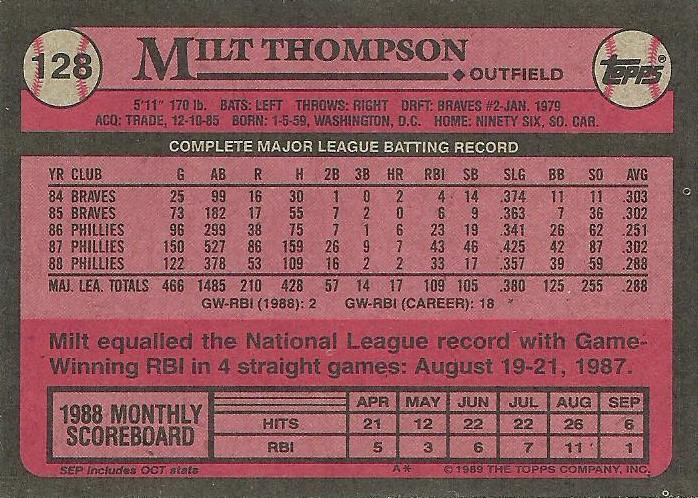 128
MILT THOMPSON
OUTFIELD
TOPPS®
5'11" 170 lb. BATS: LEFT THROWS: RIGHT DRFT: BRAVES #2-JAN. 1979
ACQ: TRADE, 12-10-85 BORN: 1-5-59, WASHINGTON, D.C. HOME: NINETY SIX, SO. CAR.
COMPLETE MAJOR LEAGUE BATTING RECORD
YR CLUB G AB R H 2B 3B HR RBI SB SLG BB SO AVG
84 BRAVES 25 99 16 30 1 0 2 4 14 .374 11 11 .303
85 BRAVES 73 182 17 55 7 2 0 6 9 .363 7 36 .302
86 PHILLIES 96 299 38 75 7 1 6 23 19 .341 26 62 .251
87 PHILLIES 150 527 86 159 26 9 7 43 46 .425 42 87 .302
88 PHILLIES 122 378 53 109 16 2 2 33 17 .357 39 59 .288
MAJ. LEA. TOTALS 466 1485 210 428 57 14 17 109 105 .380 125 255 .288
GW-RBI (1988): 2 GW-RBI (CAREER): 18
Milt equalled the National League record with Game-
Winning RBI in 4 straight games: August 19-21, 1987.
1988 MONTHLY
SCOREBOARD
APR MAY JUN JUL AUG SEP
HITS 21 12 22 22 26 6
RBI 5 3 6 7 11 1
SEP includes OCT stats
A* ©1989 THE TOPPS COMPANY, INC.